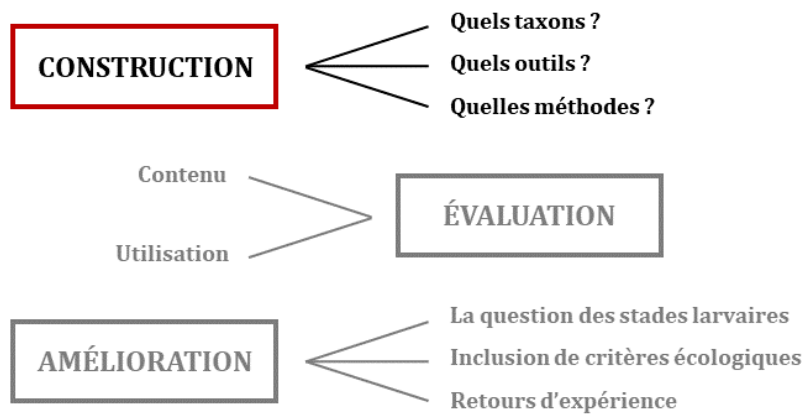 CONSTRUCTION
Quels taxons ?
Quels outils ?
Quelles méthodes ?
Contenu
Utilisation
ÉVALUATION
AMÉLIORATION
La question des stades larvaires
Inclusion de critères écologiques
Retours d’expérience